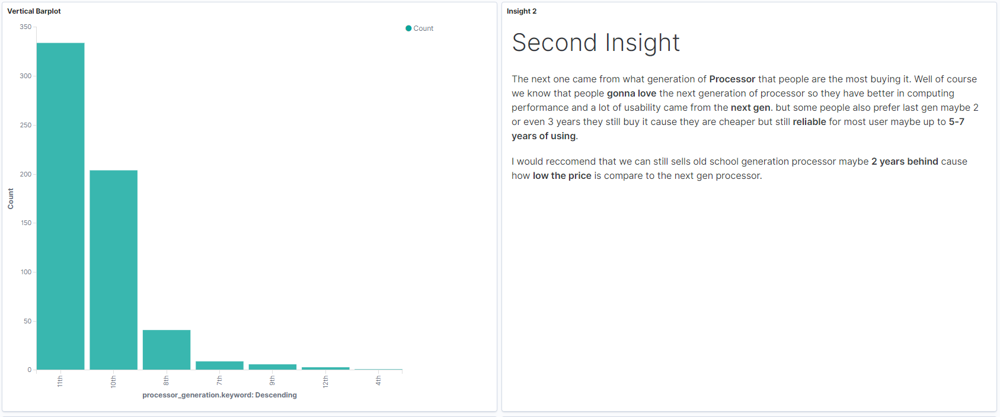 Vertical Barplot
350
300
250
200
150
100
50
0
Count
Count
11th
10th
8th
7th
9th
12th
4th
processor_generation.keyword: Descending
Insight 2
Second Insight
The next one came from what generation of Processor that people are the most buying it. Well of course
we know that people gonna love the next generation of processor so they have better in computing
performance and a lot of usability came from the next gen. but some people also prefer last gen maybe 2
or even 3 years they still buy it cause they are cheaper but still reliable for most user maybe up to 5-7
years of using.
I would reccomend that we can still sells old school generation processor maybe 2 years behind cause
how low the price is compare to the next gen processor.